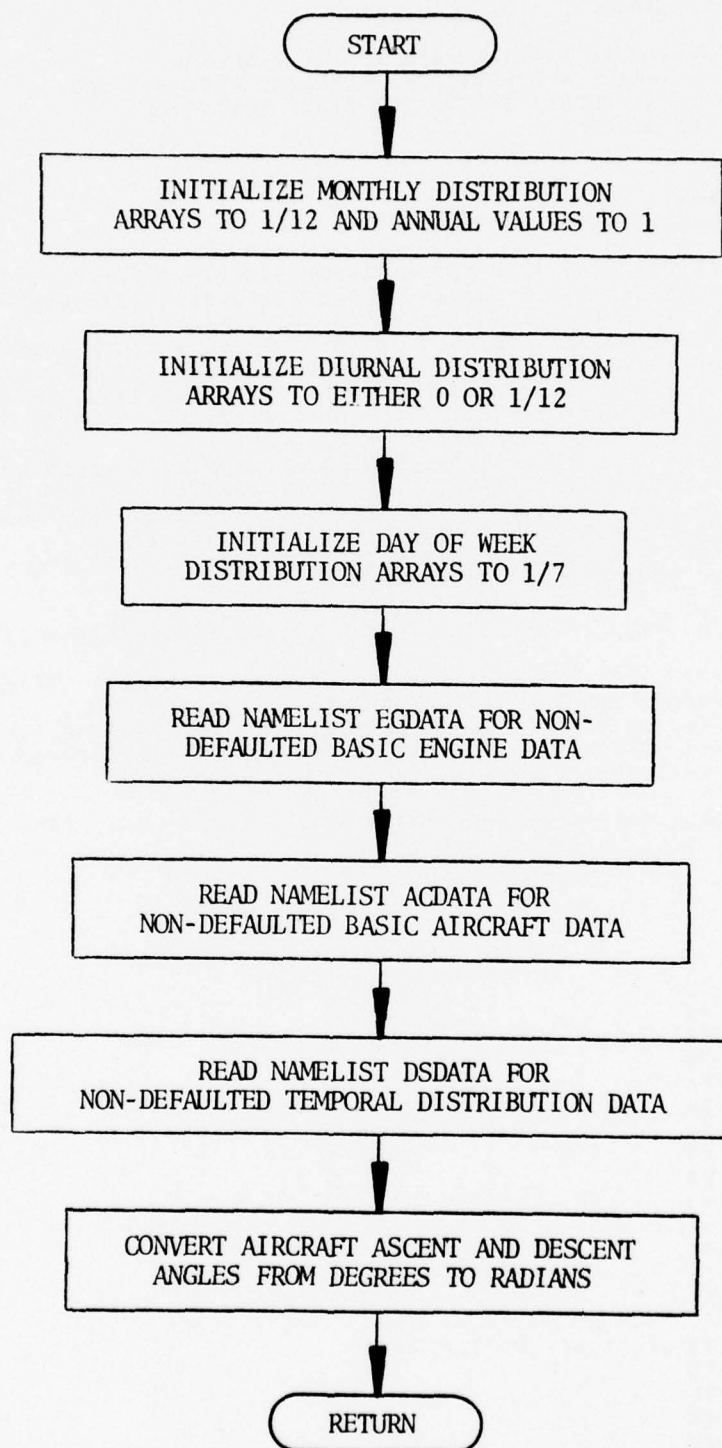 START
INITIALIZE MONTHLY DISTRIBUTION
ARRAYS TO 1/12 AND ANNUAL VALUES TO 1
INITIALIZE DIURNAL DISTRIBUTION
ARRAYS TO EITHER 0 OR 1/12
INITIALIZE DAY OF WEEK
DISTRIBUTION ARRAYS TO 1/7
READ NAMELIST EGDATA FOR NON-
DEFAULTED BASIC ENGINE DATA
READ NAMELIST ACDATA FOR
NON-DEFAULTED BASIC AIRCRAFT DATA
READ NAMELIST DSDATA FOR
NON-DEFAULTED TEMPORAL DISTRIBUTION DATA
CONVERT AIRCRAFT ASCENT AND DESCENT
ANGLES FROM DEGREES TO RADIANS
RETURN